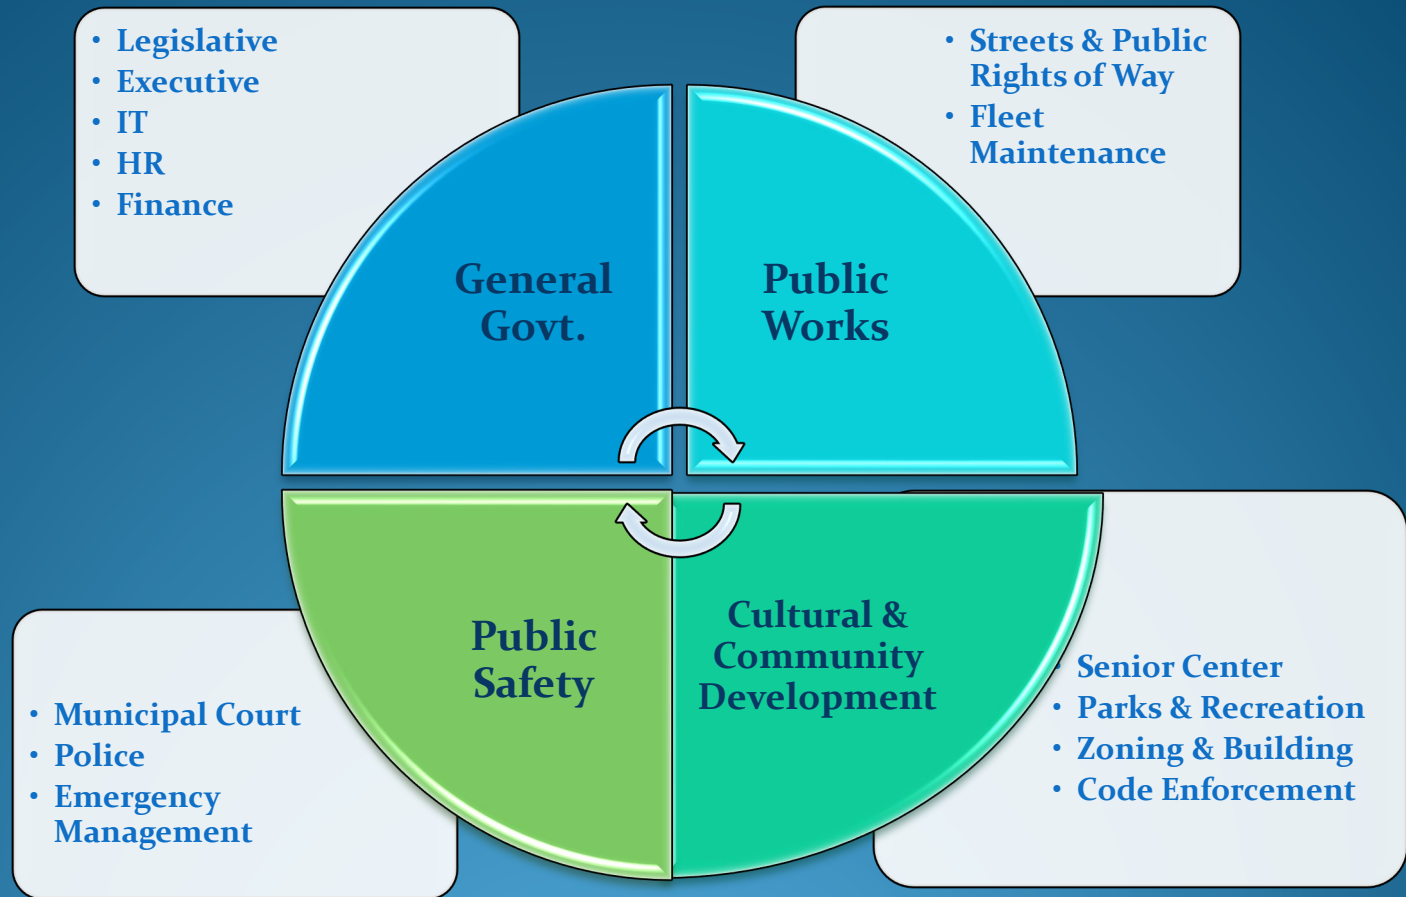 • Legislative
• Executive
• IT
• HR
• Finance
General
Govt.
• Streets & Public
Rights of Way
• Fleet
Maintenance
Public
Works
Public
Safety
• Municipal Court
• Police
• Emergency
Management
Cultural &
Community
Development
• Senior Center
• Parks & Recreation
• Zoning & Building
• Code Enforcement